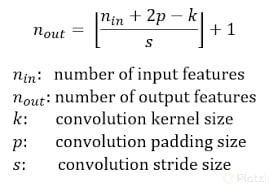 n_out = ⌊(n_in + 2p − k) / s⌋ + 1
n_in: number of input features
n_out: number of output features
k: convolution kernel size
p: convolution padding size
s: convolution stride size